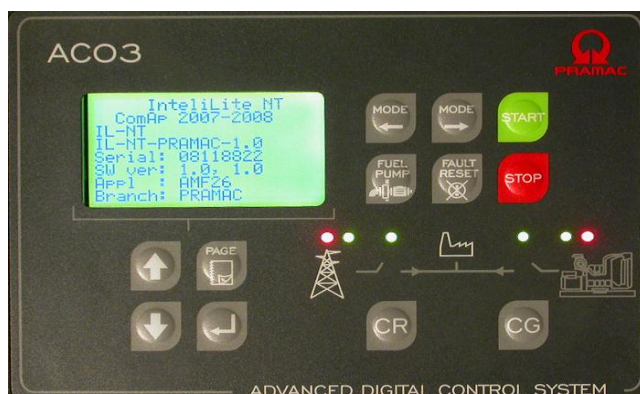 ACO3
PRAMAC
InteliLite NT
ComAp 2007-2008
IL-NT
IL-NT-PRAMAC-1.0
Serial: 08118822
SW ver: 1.0, 1.0
Appl : AMF26
Branch: PRAMAC
MODE
MODE
START
FUEL
PUMP
FAULT
RESET
STOP
PAGE
CR
CG
ADVANCED DIGITAL CONTROL SYSTEM